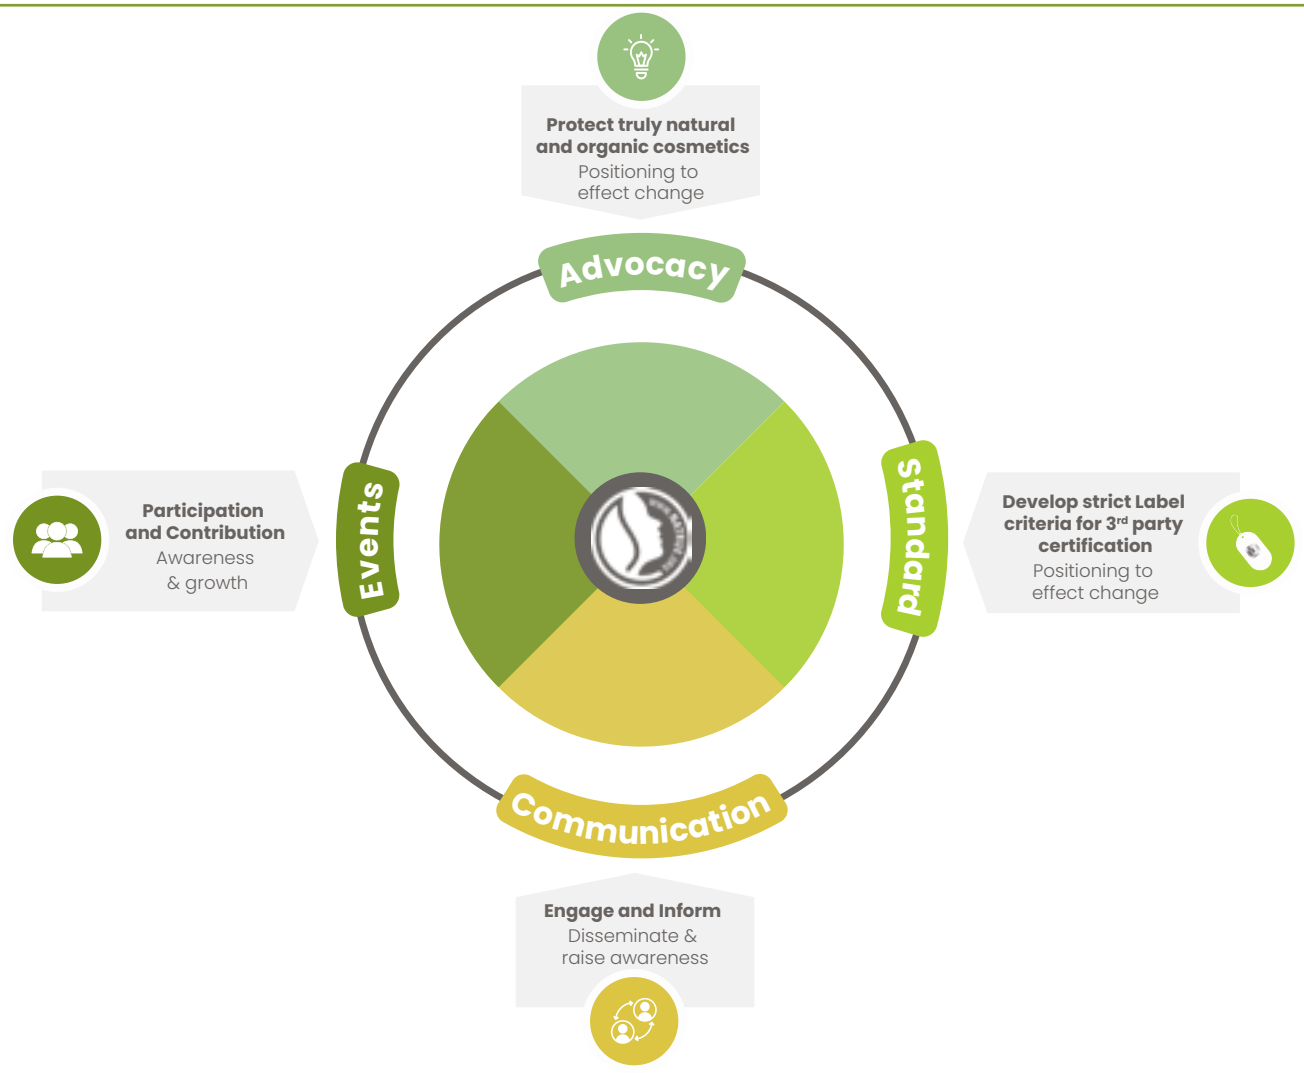 Protect truly natural
and organic cosmetics
Positioning to
effect change
Advocacy
Events
Participation
and Contribution
Awareness
& growth
Standard
Develop strict Label
criteria for 3rd party
certification
Positioning to
effect change
Communication
Engage and Inform
Disseminate &
raise awareness